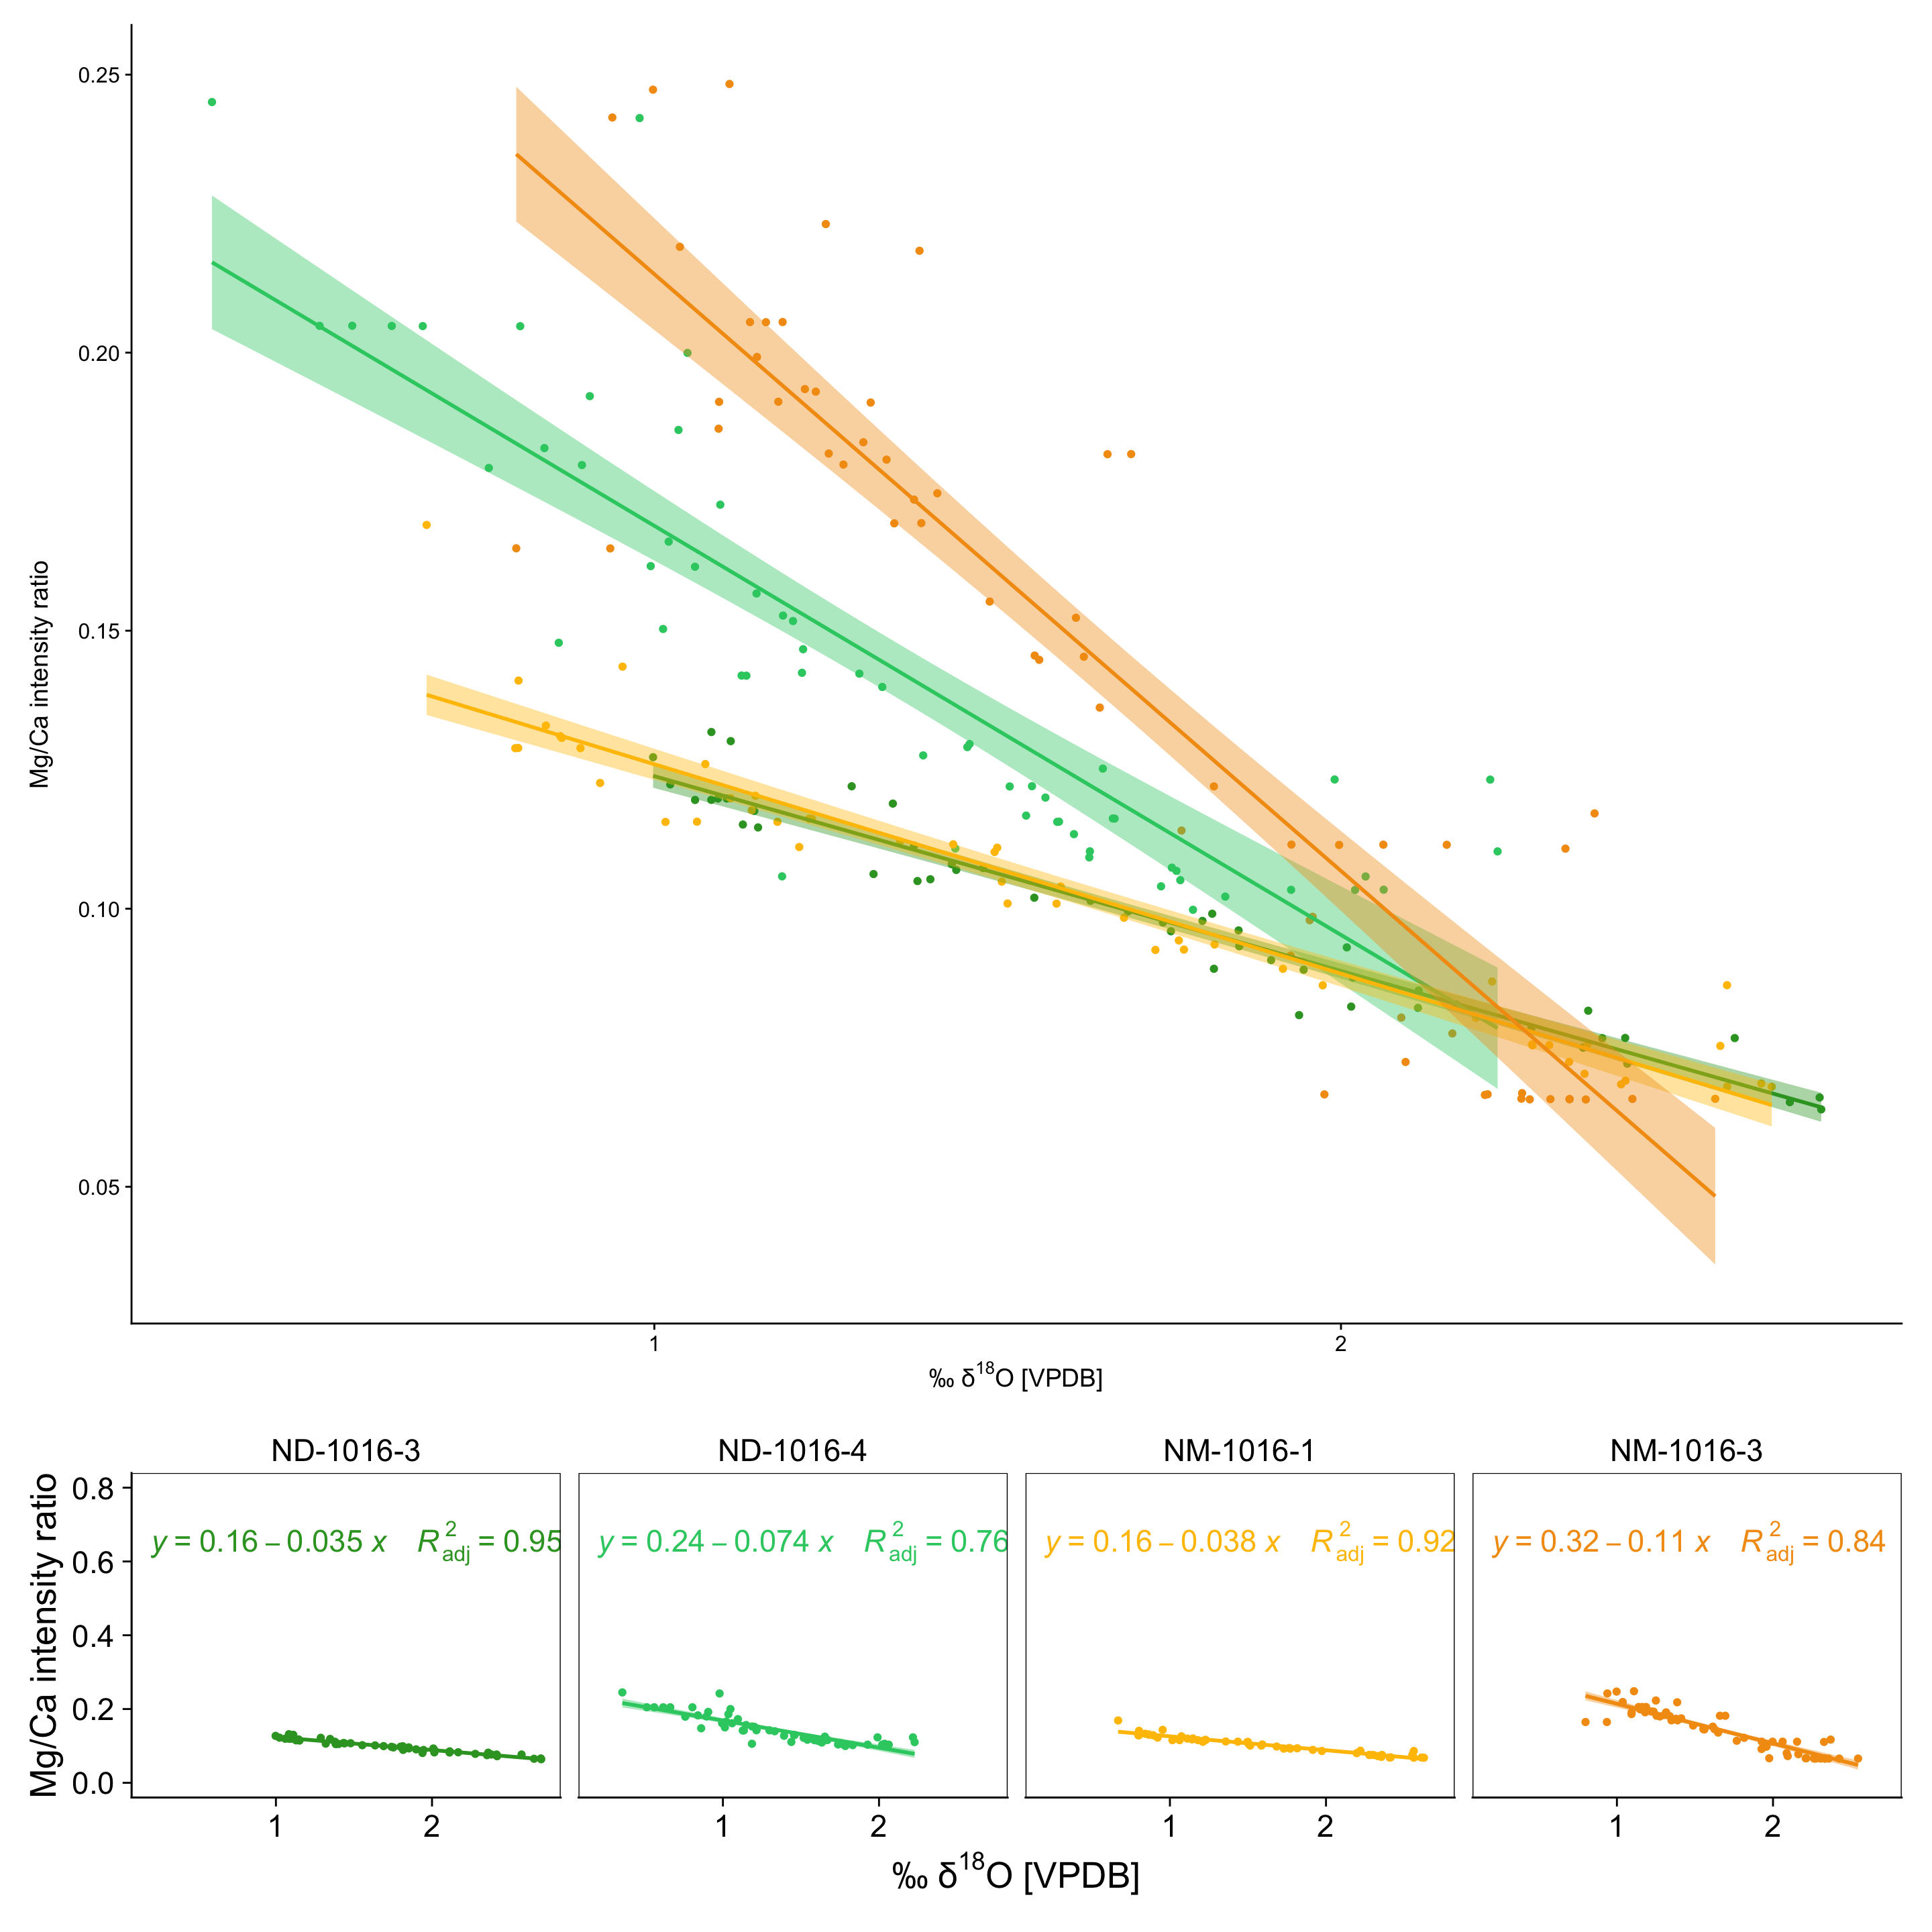 0.25
0.20
0.15
0.10
0.05
Mg/Ca intensity ratio
1 2
‰ δ¹⁸O [VPDB]
ND-1016-3 ND-1016-4 NM-1016-1 NM-1016-3
y = 0.16 – 0.035 x R²adj = 0.95
y = 0.24 – 0.074 x R²adj = 0.76
y = 0.16 – 0.038 x R²adj = 0.92
y = 0.32 – 0.11 x R²adj = 0.84
0.8
0.6
0.4
0.2
0.0
Mg/Ca intensity ratio
1 2 1 2 1 2 1 2
‰ δ¹⁸O [VPDB]